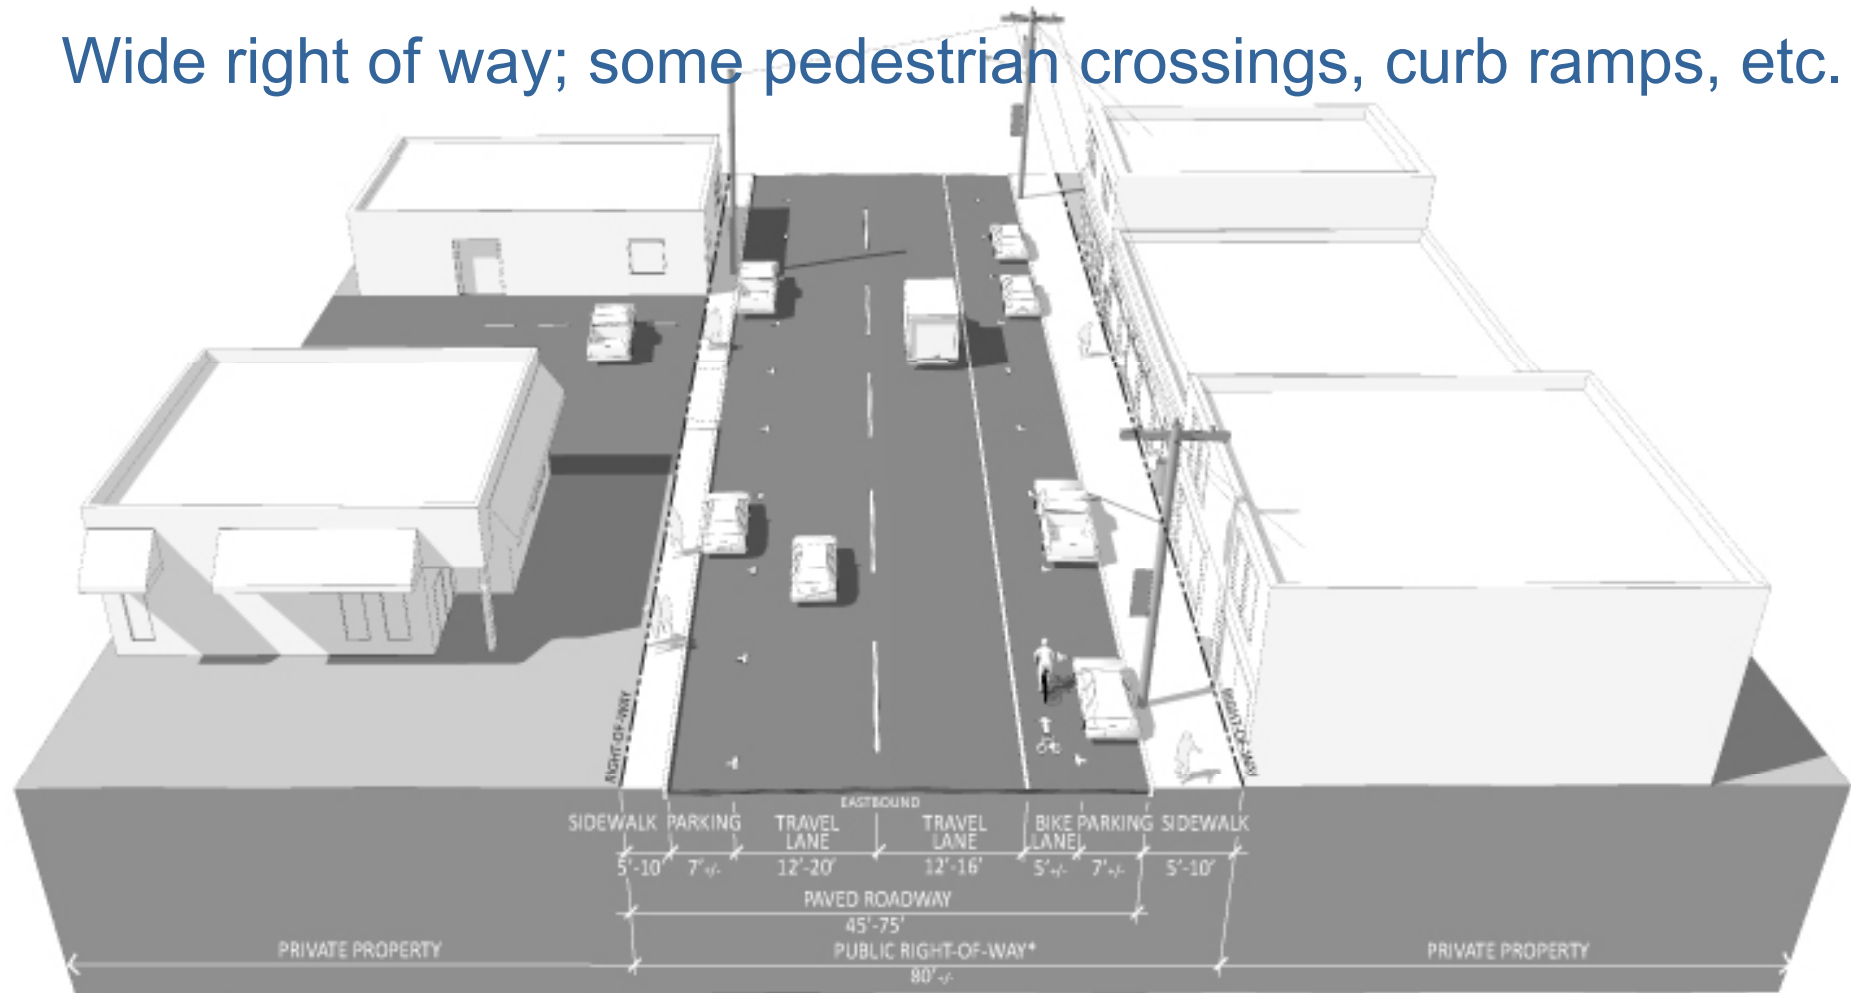 Wide right of way; some pedestrian crossings, curb ramps, etc.
RIGHT-OF-WAY
RIGHT-OF-WAY
EASTBOUND
SIDEWALK PARKING TRAVEL LANE TRAVEL LANE BIKE LANE PARKING SIDEWALK
5'-10' 7'+/- 12'-20' 12'-16' 5'+/- 7'+/- 5'-10'
PAVED ROADWAY
45'-75'
PRIVATE PROPERTY PUBLIC RIGHT-OF-WAY* PRIVATE PROPERTY
80'+/-